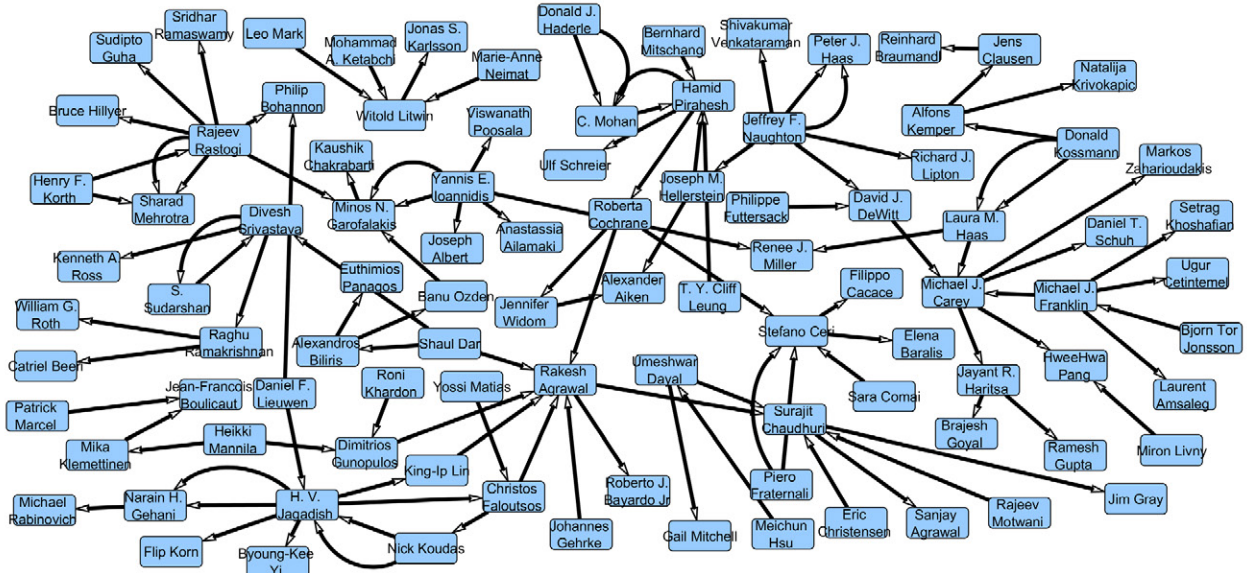 Sridhar
Ramaswamy
Sudipto
Guha
Leo Mark
Mohammad
A. Ketabchi
Jonas S.
Karlsson
Marie-Anne
Neimat
Donald J.
Haderle
Bernhard
Mitschang
Shivakumar
Venkataraman
Peter J.
Haas
Reinhard
Braumandl
Jens
Clausen
Natalija
Krivokapic
Bruce Hillyer
Philip
Bohannon
Witold Litwin
Viswanath
Poosala
C. Mohan
Hamid
Pirahesh
Jeffrey F.
Naughton
Alfons
Kemper
Donald
Kossmann
Markos
Zaharioudakis
Rajeev
Rastogi
Kaushik
Chakrabarti
Ulf Schreier
Richard J.
Lipton
Henry F.
Korth
Sharad
Mehrotra
Yannis E.
Ioannidis
Joseph M.
Hellerstein
Philippe
Futtersack
David J.
DeWitt
Laura M.
Haas
Daniel T.
Schuh
Setrag
Khoshafian
Divesh
Srivastava
Minos N.
Garofalakis
Joseph
Albert
Anastassia
Ailamaki
Roberta
Cochrane
Renee J.
Miller
Kenneth A.
Ross
S.
Sudarshan
Euthimios
Panagos
Banu Ozden
Jennifer
Widom
Alexander
Aiken
T. Y. Cliff
Leung
Filippo
Cacace
Michael J.
Carey
Michael J.
Franklin
Ugur
Cetintemel
William G.
Roth
Raghu
Ramakrishnan
Alexandros
Biliris
Shaul Dar
Stefano Ceri
Elena
Baralis
Bjorn Tor
Jonsson
Catriel Beeri
Jean-Francois
Boulicaut
Daniel F.
Lieuwen
Roni
Khardon
Yossi Matias
Rakesh
Agrawal
Umeshwar
Dayal
Sara Comai
Jayant R.
Haritsa
HweeHwa
Pang
Laurent
Amsaleg
Patrick
Marcel
Mika
Klemettinen
Heikki
Mannila
Dimitrios
Gunopulos
Surajit
Chaudhuri
Brajesh
Goyal
Ramesh
Gupta
Miron Livny
King-Ip Lin
Michael
Rabinovich
Narain H.
Gehani
H. V.
Jagadish
Christos
Faloutsos
Roberto J.
Bayardo Jr
Piero
Fraternali
Jim Gray
Flip Korn
Byoung-Kee
Yi
Nick Koudas
Johannes
Gehrke
Gail Mitchell
Meichun
Hsu
Eric
Christensen
Sanjay
Agrawal
Rajeev
Motwani